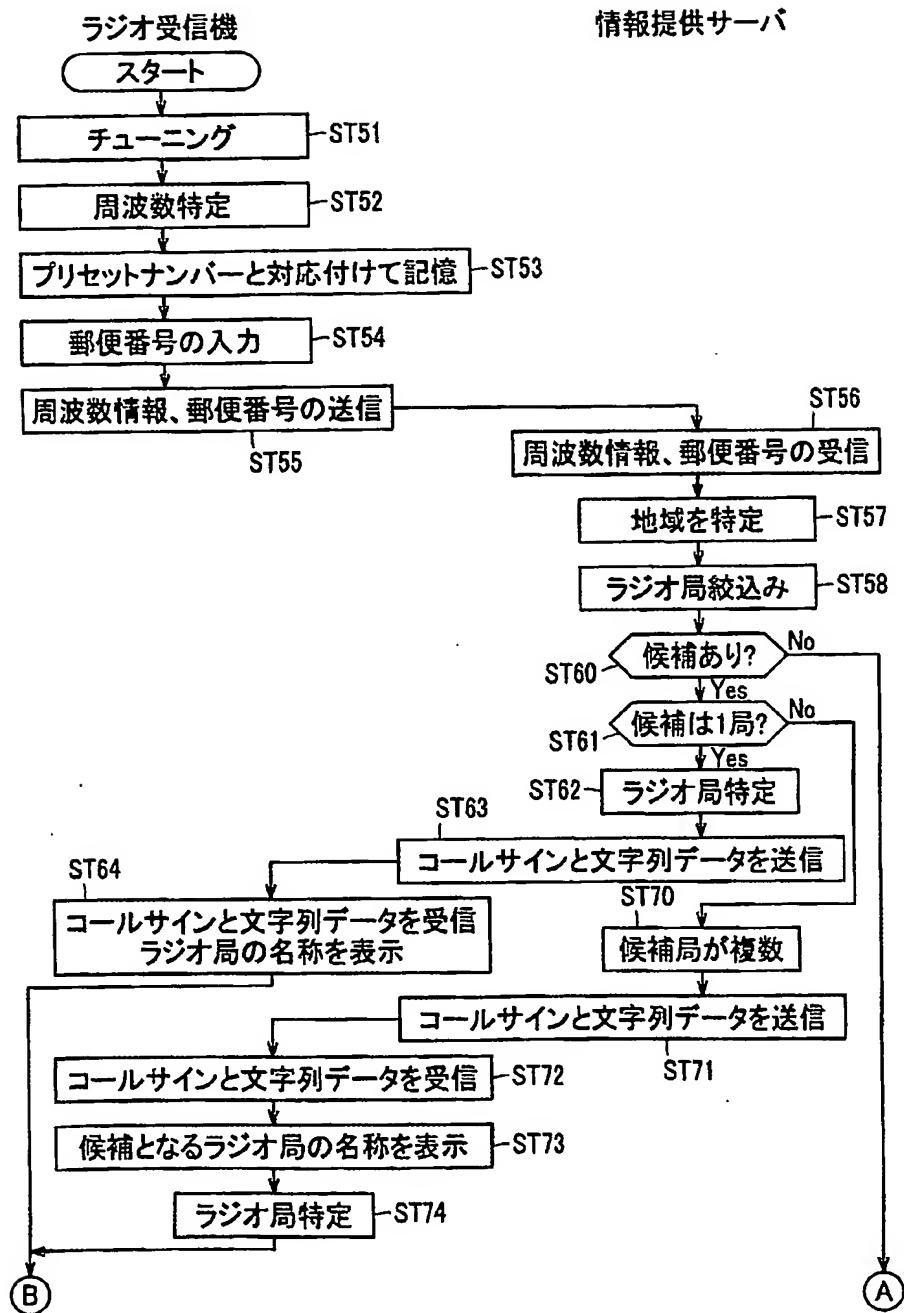 ラジオ受信機
情報提供サーバ
スタート
チューニング
ST51
周波数特定
ST52
プリセットナンバーと対応付けて記憶
ST53
郵便番号の入力
ST54
周波数情報、郵便番号の送信
ST55
ST56
周波数情報、郵便番号の受信
地域を特定
ST57
ラジオ局絞込み
ST58
候補あり?
No
ST60
Yes
候補は1局?
No
ST61
Yes
ST62
ラジオ局特定
ST63
コールサインと文字列データを送信
ST64
コールサインと文字列データを受信
ラジオ局の名称を表示
ST70
候補局が複数
コールサインと文字列データを送信
ST71
コールサインと文字列データを受信
ST72
候補となるラジオ局の名称を表示
ST73
ラジオ局特定
ST74
B
A